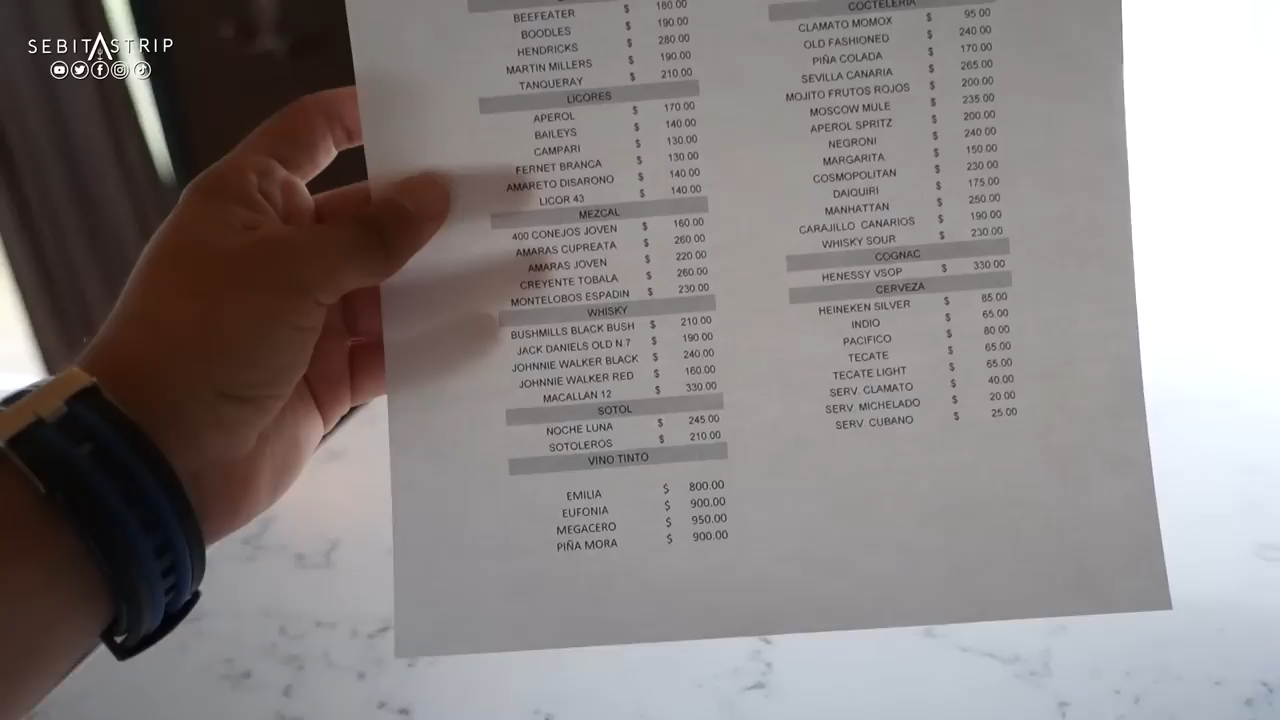 SEBITASTRIP
BEEFEATER $ 180.00
BOODLES $ 190.00
HENDRICKS $ 280.00
MARTIN MILLERS $ 190.00
TANQUERAY $ 210.00
LICORES
APEROL $ 170.00
BAILEYS $ 140.00
CAMPARI $ 130.00
FERNET BRANCA $ 130.00
AMARETO DISARONO $ 140.00
LICOR 43 $ 140.00
MEZCAL
400 CONEJOS JOVEN $ 160.00
AMARAS CUPREATA $ 260.00
AMARAS JOVEN $ 220.00
CREYENTE TOBALA $ 260.00
MONTELOBOS ESPADIN $ 230.00
WHISKY
BUSHMILLS BLACK BUSH $ 210.00
JACK DANIELS OLD N.7 $ 190.00
JOHNNIE WALKER BLACK $ 240.00
JOHNNIE WALKER RED $ 160.00
MACALLAN 12 $ 330.00
SOTOL
NOCHE LUNA $ 245.00
SOTOLEROS $ 210.00
VINO TINTO
EMILIA $ 800.00
EUFONIA $ 900.00
MEGACERO $ 950.00
PIÑA MORA $ 900.00
COCTELERIA
CLAMATO MOMOX $ 95.00
OLD FASHIONED $ 240.00
PIÑA COLADA $ 170.00
SEVILLA CANARIA $ 265.00
MOJITO FRUTOS ROJOS $ 200.00
MOSCOW MULE $ 235.00
APEROL SPRITZ $ 200.00
NEGRONI $ 240.00
MARGARITA $ 150.00
COSMOPOLITAN $ 230.00
DAIQUIRI $ 175.00
MANHATTAN $ 250.00
CARAJILLO CANARIOS $ 190.00
WHISKY SOUR $ 230.00
COGNAC
HENESSY VSOP $ 330.00
CERVEZA
HEINEKEN SILVER $ 85.00
INDIO $ 65.00
PACIFICO $ 80.00
TECATE $ 65.00
TECATE LIGHT $ 65.00
SERV. CLAMATO $ 40.00
SERV. MICHELADO $ 20.00
SERV. CUBANO $ 25.00